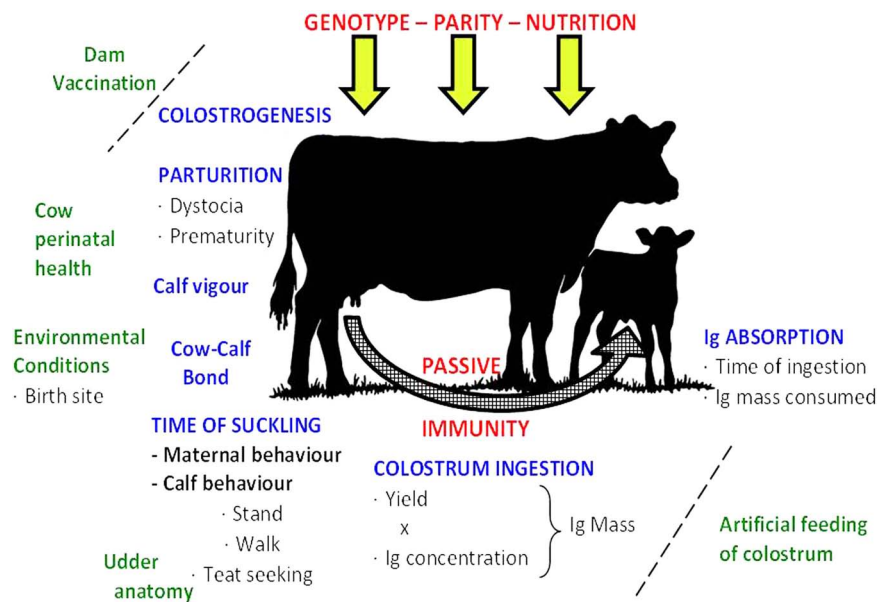 GENOTYPE – PARITY – NUTRITION
Dam
Vaccination
COLOSTROGENESIS
PARTURITION
· Dystocia
· Prematurity
Cow
perinatal
health
Calf vigour
Environmental
Conditions
· Birth site
Cow-Calf
Bond
PASSIVE
IMMUNITY
Ig ABSORPTION
· Time of ingestion
· Ig mass consumed
TIME OF SUCKLING
- Maternal behaviour
- Calf behaviour
· Stand
· Walk
· Teat seeking
Udder
anatomy
COLOSTRUM INGESTION
· Yield
x
· Ig concentration
Ig Mass
Artificial feeding
of colostrum